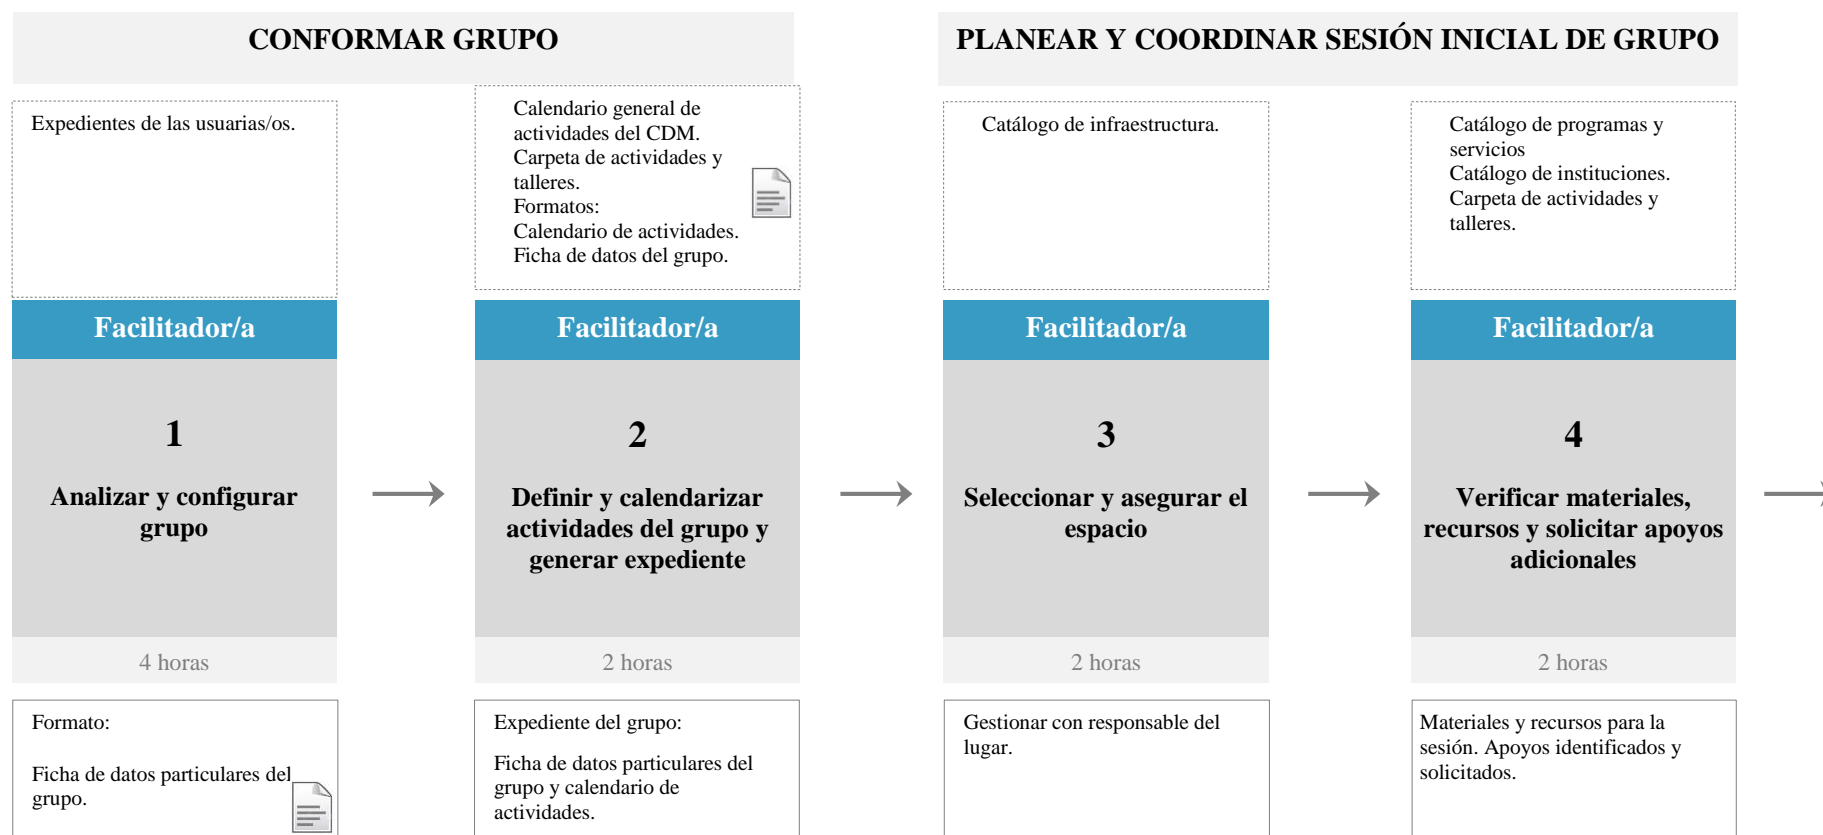 CONFORMAR GRUPO
PLANEAR Y COORDINAR SESIÓN INICIAL DE GRUPO
Expedientes de las usuarias/os.
Calendario general de
actividades del CDM.
Carpeta de actividades y
talleres.
Formatos:
Calendario de actividades.
Ficha de datos del grupo.
Catálogo de infraestructura.
Catálogo de programas y
servicios
Catálogo de instituciones.
Carpeta de actividades y
talleres.
Facilitador/a
Facilitador/a
Facilitador/a
Facilitador/a
1
Analizar y configurar
grupo
2
Definir y calendarizar
actividades del grupo y
generar expediente
3
Seleccionar y asegurar el
espacio
4
Verificar materiales,
recursos y solicitar apoyos
adicionales
4 horas
2 horas
2 horas
2 horas
Formato:
Ficha de datos particulares del
grupo.
Expediente del grupo:
Ficha de datos particulares del
grupo y calendario de
actividades.
Gestionar con responsable del
lugar.
Materiales y recursos para la
sesión. Apoyos identificados y
solicitados.